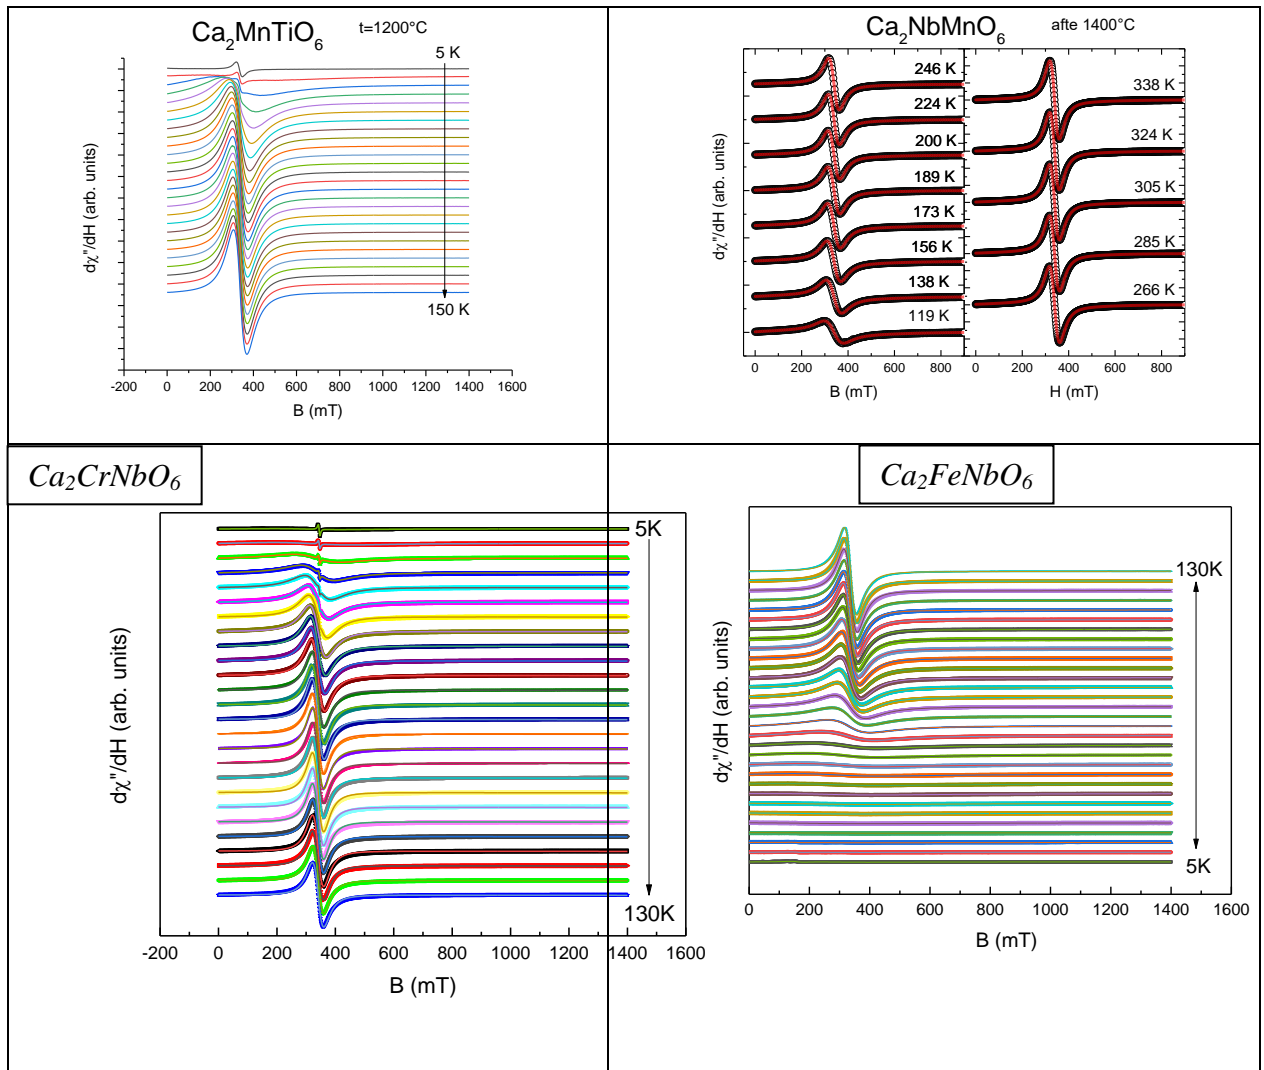 Ca2MnTiO6 t=1200°C
5 K
150 K
dχ"/dH (arb. units)
-200 0 200 400 600 800 1000 1200 1400 1600
B (mT)
Ca2NbMnO6 afte 1400°C
246 K
224 K
200 K
189 K
173 K
156 K
138 K
119 K
338 K
324 K
305 K
285 K
266 K
dχ"/dH (arb. units)
0 200 400 600 800
0 200 400 600 800
B (mT)
H (mT)
Ca2CrNbO6
5K
130K
dχ"/dH (arb. units)
-200 0 200 400 600 800 1000 1200 1400 1600
B (mT)
Ca2FeNbO6
130K
5K
dχ"/dH (arb. units)
0 200 400 600 800 1000 1200 1400 1600
B (mT)